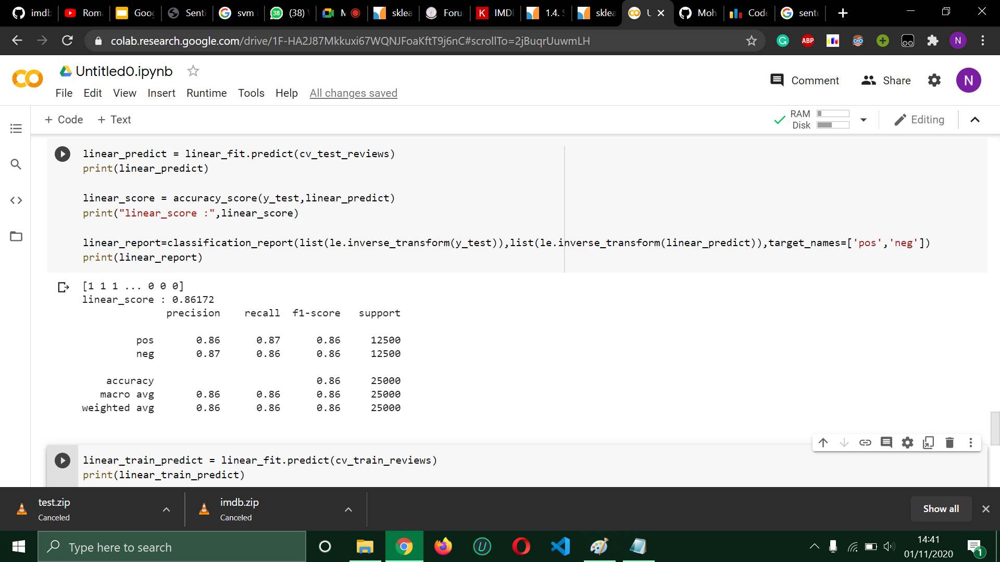 imdb
Roma
Goog
Senti
svm i
(38) W
M
sklea
Foru
IMDI
1.4. S
sklea
U
Moh
Code
sente
colab.research.google.com/drive/1F-HA2J87Mkkuxi67WQNJFoaKftT9j6nC#scrollTo=2jBuqrUuwmLH
ABP
N
Untitled0.ipynb
Comment
Share
N
File Edit View Insert Runtime Tools Help All changes saved
+ Code + Text
RAM
Disk
Editing
linear_predict = linear_fit.predict(cv_test_reviews)
print(linear_predict)
linear_score = accuracy_score(y_test,linear_predict)
print("linear_score :",linear_score)
linear_report=classification_report(list(le.inverse_transform(y_test)),list(le.inverse_transform(linear_predict)),target_names=['pos','neg'])
print(linear_report)
[1 1 1 ... 0 0 0]
linear_score : 0.86172
precision recall f1-score support
pos 0.86 0.87 0.86 12500
neg 0.87 0.86 0.86 12500
accuracy 0.86 25000
macro avg 0.86 0.86 0.86 25000
weighted avg 0.86 0.86 0.86 25000
linear_train_predict = linear_fit.predict(cv_train_reviews)
print(linear_train_predict)
test.zip
Canceled
imdb.zip
Canceled
Show all
Type here to search
14:41
01/11/2020
1